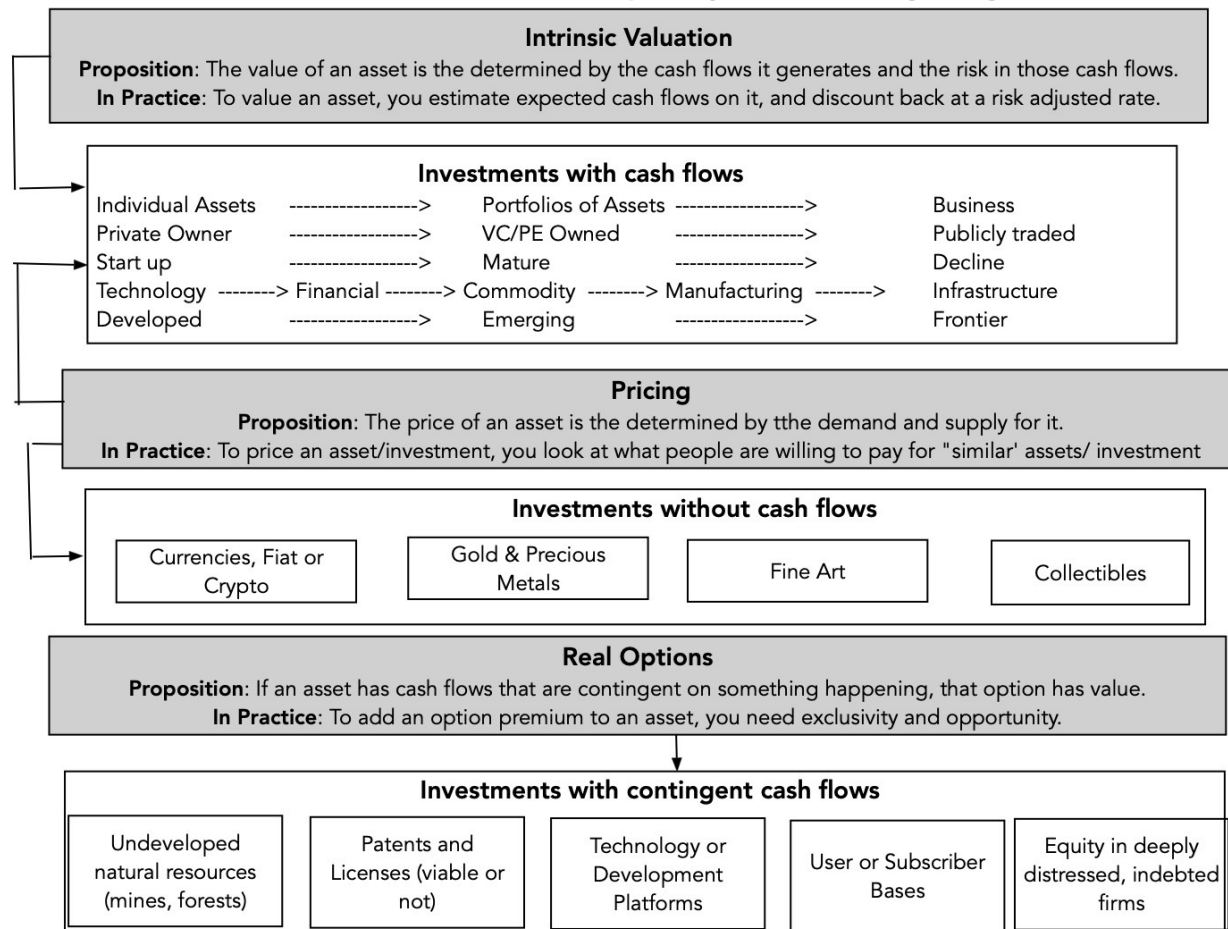 Intrinsic Valuation
Proposition: The value of an asset is the determined by the cash flows it generates and the risk in those cash flows.
In Practice: To value an asset, you estimate expected cash flows on it, and discount back at a risk adjusted rate.
Investments with cash flows
Individual Assets ------------------> Portfolios of Assets ------------------> Business
Private Owner ------------------> VC/PE Owned ------------------> Publicly traded
Start up ------------------> Mature ------------------> Decline
Technology --------> Financial --------> Commodity --------> Manufacturing --------> Infrastructure
Developed ------------------> Emerging ------------------> Frontier
Pricing
Proposition: The price of an asset is the determined by tthe demand and supply for it.
In Practice: To price an asset/investment, you look at what people are willing to pay for "similar' assets/ investment
Investments without cash flows
Currencies, Fiat or
Crypto
Gold & Precious
Metals
Fine Art
Collectibles
Real Options
Proposition: If an asset has cash flows that are contingent on something happening, that option has value.
In Practice: To add an option premium to an asset, you need exclusivity and opportunity.
Investments with contingent cash flows
Undeveloped
natural resources
(mines, forests)
Patents and
Licenses (viable or
not)
Technology or
Development
Platforms
User or Subscriber
Bases
Equity in deeply
distressed, indebted
firms